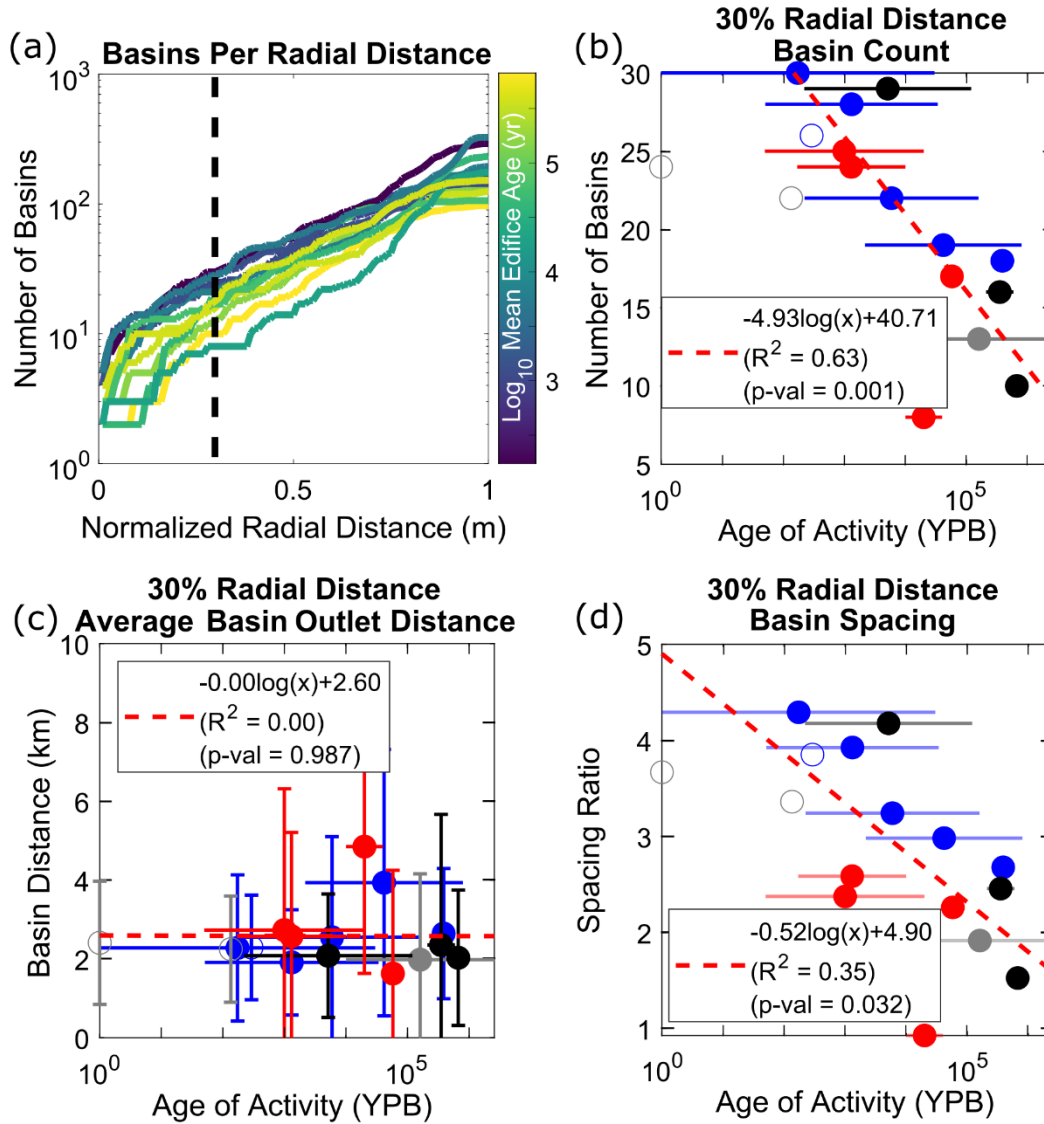 (a)
Basins Per Radial Distance
10^3
10^2
10^1
10^0
Number of Basins
0
0.5
1
Normalized Radial Distance (m)
Log_10 Mean Edifice Age (yr)
5
4
3
(b)
30% Radial Distance
Basin Count
30
25
20
15
10
5
Number of Basins
-4.93log(x)+40.71
(R^2 = 0.63)
(p-val = 0.001)
10^0
10^5
Age of Activity (YPB)
(c)
30% Radial Distance
Average Basin Outlet Distance
10
8
6
4
2
0
Basin Distance (km)
-0.00log(x)+2.60
(R^2 = 0.00)
(p-val = 0.987)
10^0
10^5
Age of Activity (YPB)
(d)
30% Radial Distance
Basin Spacing
5
4
3
2
1
Spacing Ratio
-0.52log(x)+4.90
(R^2 = 0.35)
(p-val = 0.032)
10^0
10^5
Age of Activity (YPB)